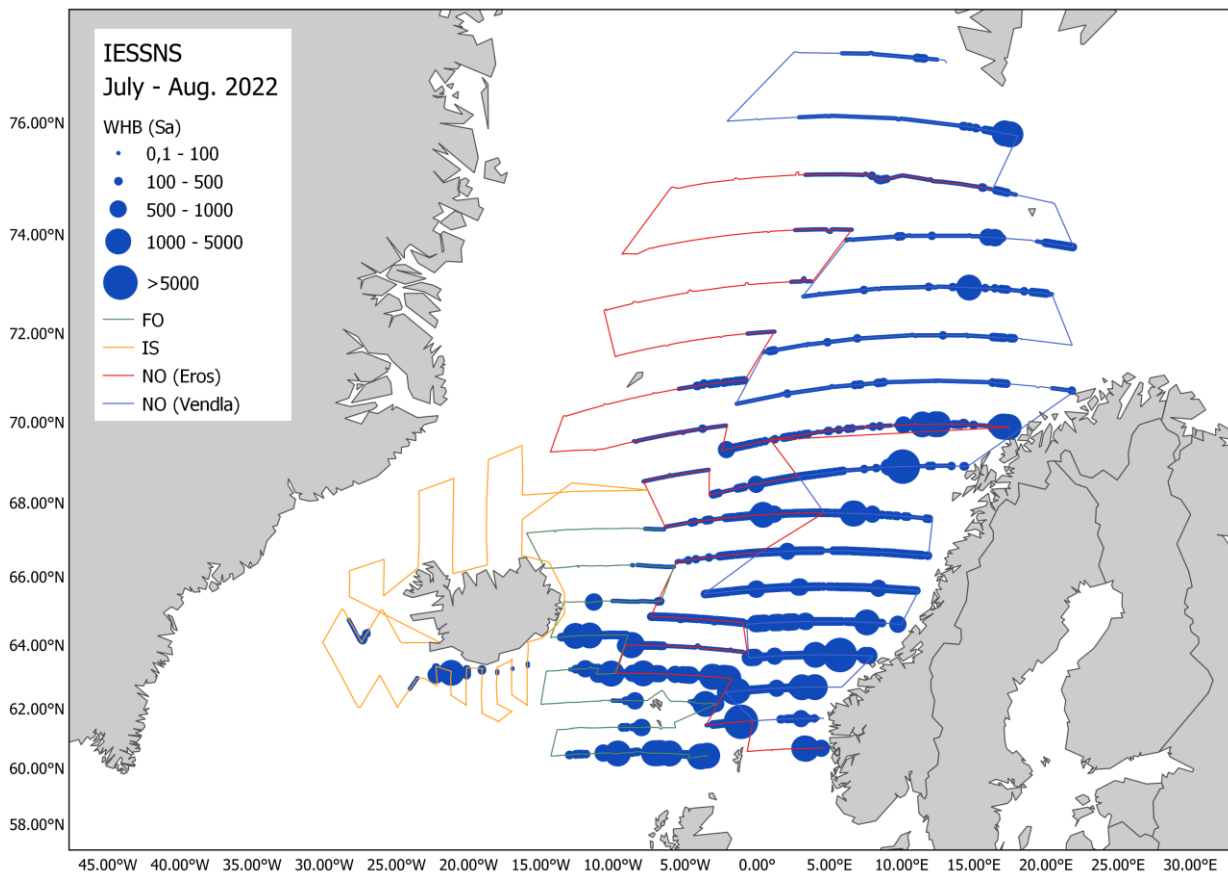 IESSNS
July - Aug. 2022
WHB (Sa)
0,1 - 100
100 - 500
500 - 1000
1000 - 5000
>5000
FO
IS
NO (Eros)
NO (Vendla)
76.00°N
74.00°N
72.00°N
70.00°N
68.00°N
66.00°N
64.00°N
62.00°N
60.00°N
58.00°N
45.00°W 40.00°W 35.00°W 30.00°W 25.00°W 20.00°W 15.00°W 10.00°W 5.00°W 0.00°E 5.00°E 10.00°E 15.00°E 20.00°E 25.00°E 30.00°E